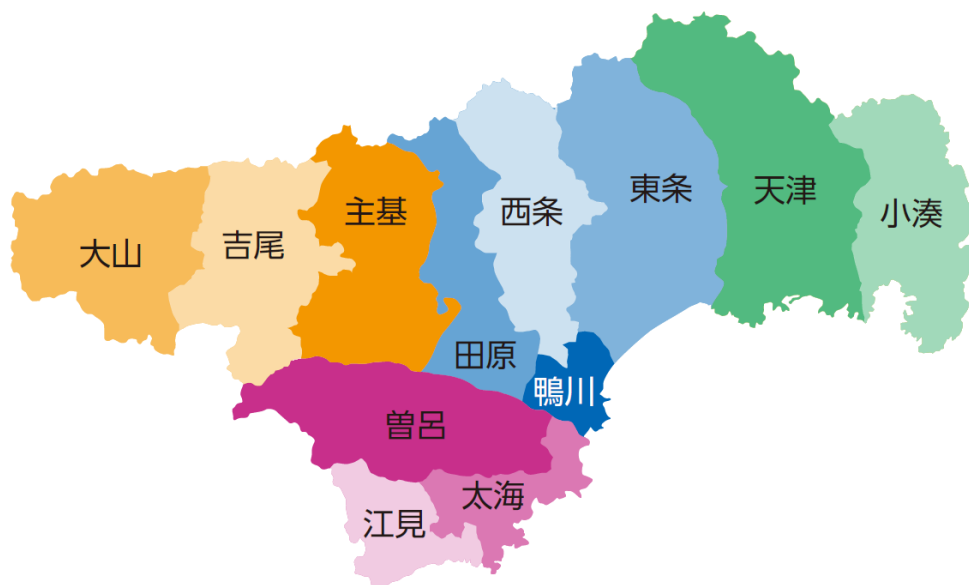 大山
吉尾
主基
田原
西条
東条
天津
小湊
鴨川
曽呂
太海
江見